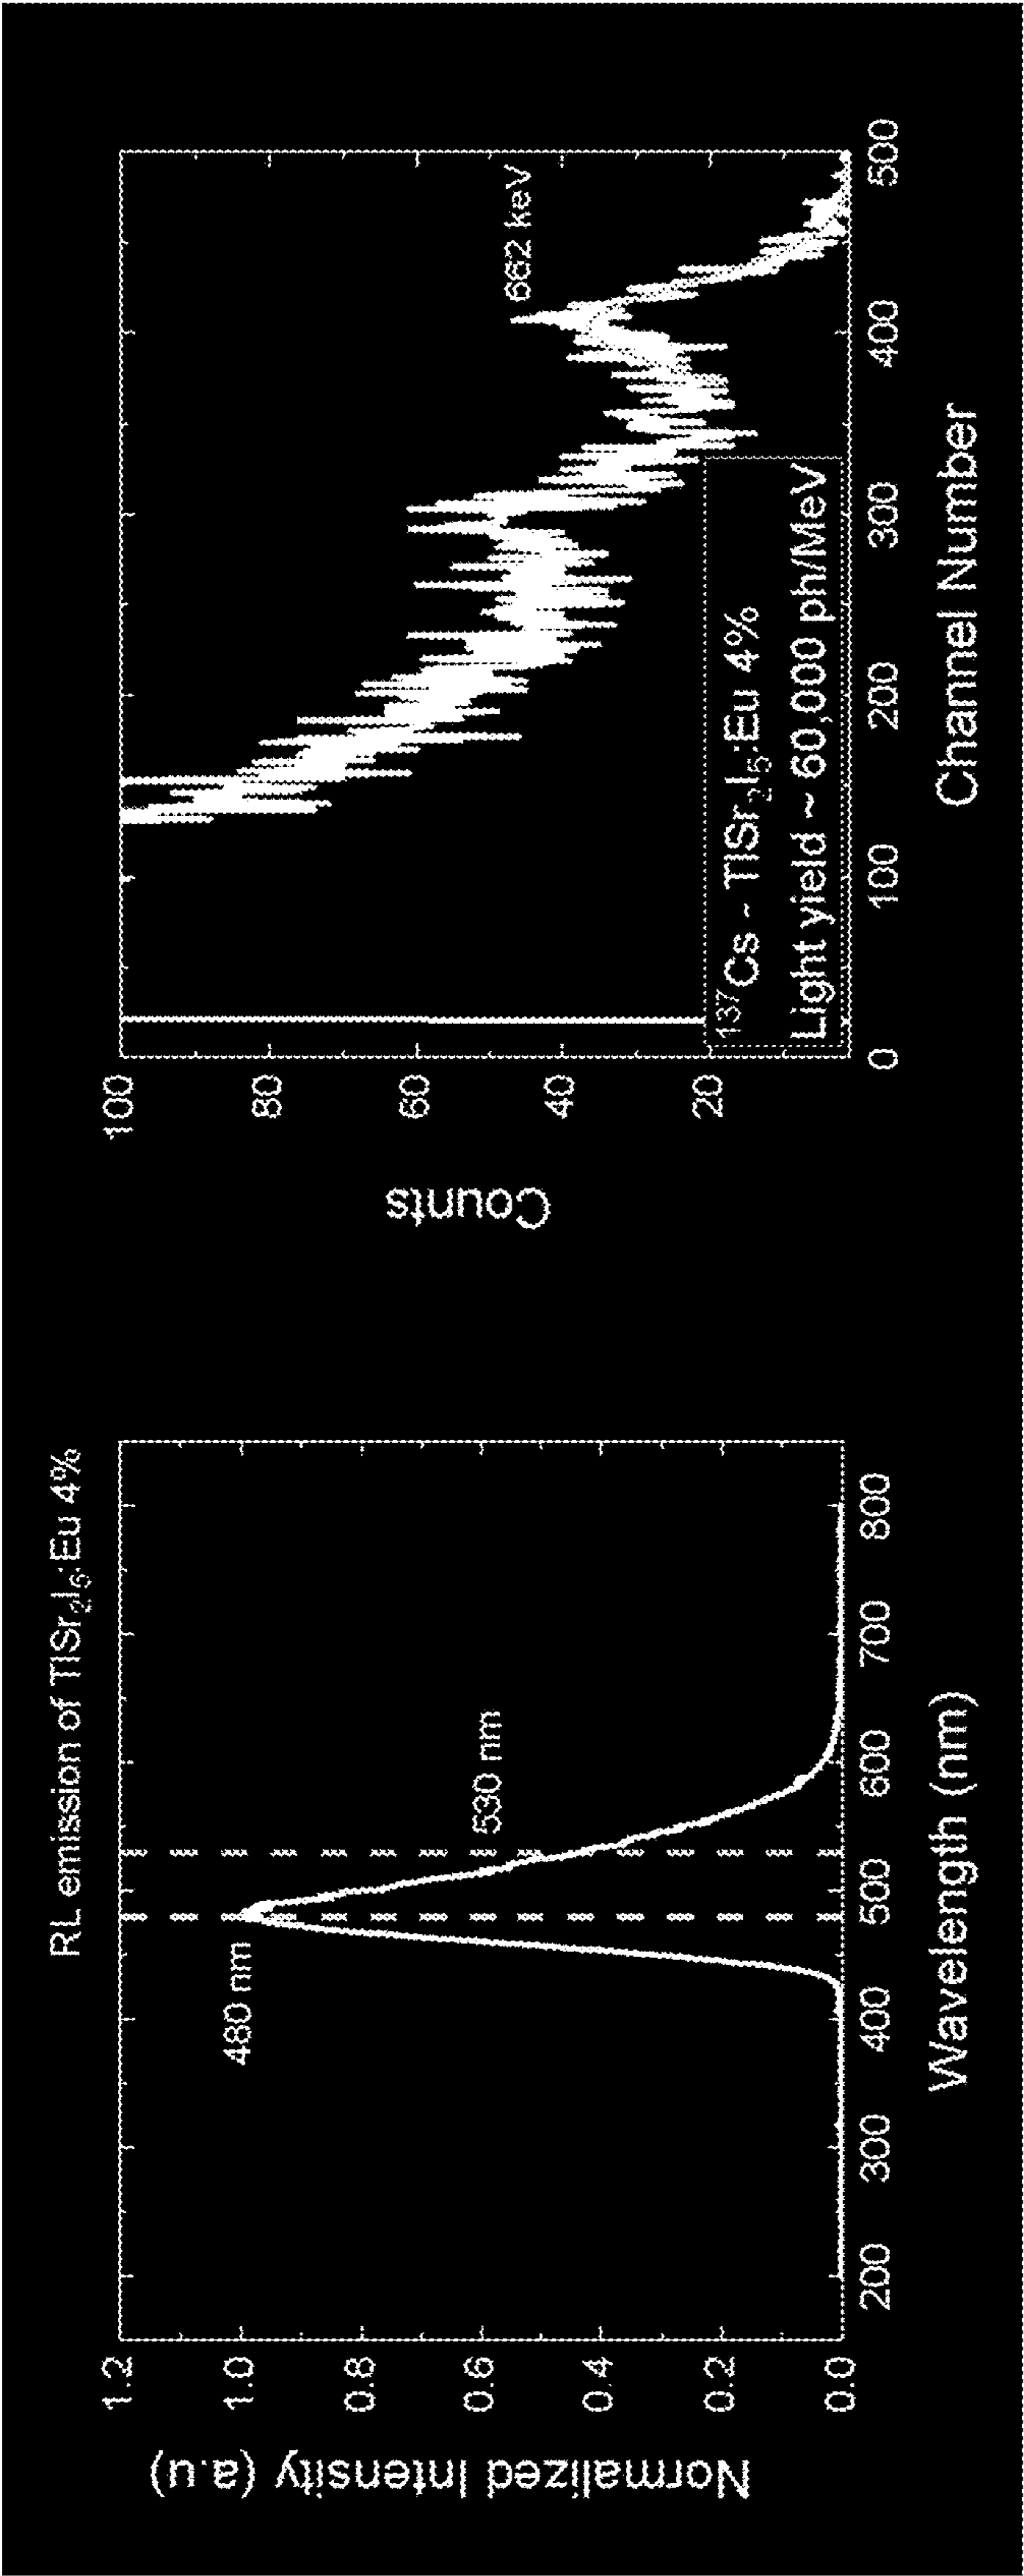 RL emission of TlSr2I5:Eu 4%
Normalized Intensity (a.u)
1.2
1.0
0.8
0.6
0.4
0.2
0.0
480 nm
530 nm
200 300 400 500 600 700 800
Wavelength (nm)
Counts
100
80
60
40
20
662 keV
137Cs ~ TlSr2I5:Eu 4%
Light yield ~ 60,000 ph/MeV
0 100 200 300 400 500
Channel Number